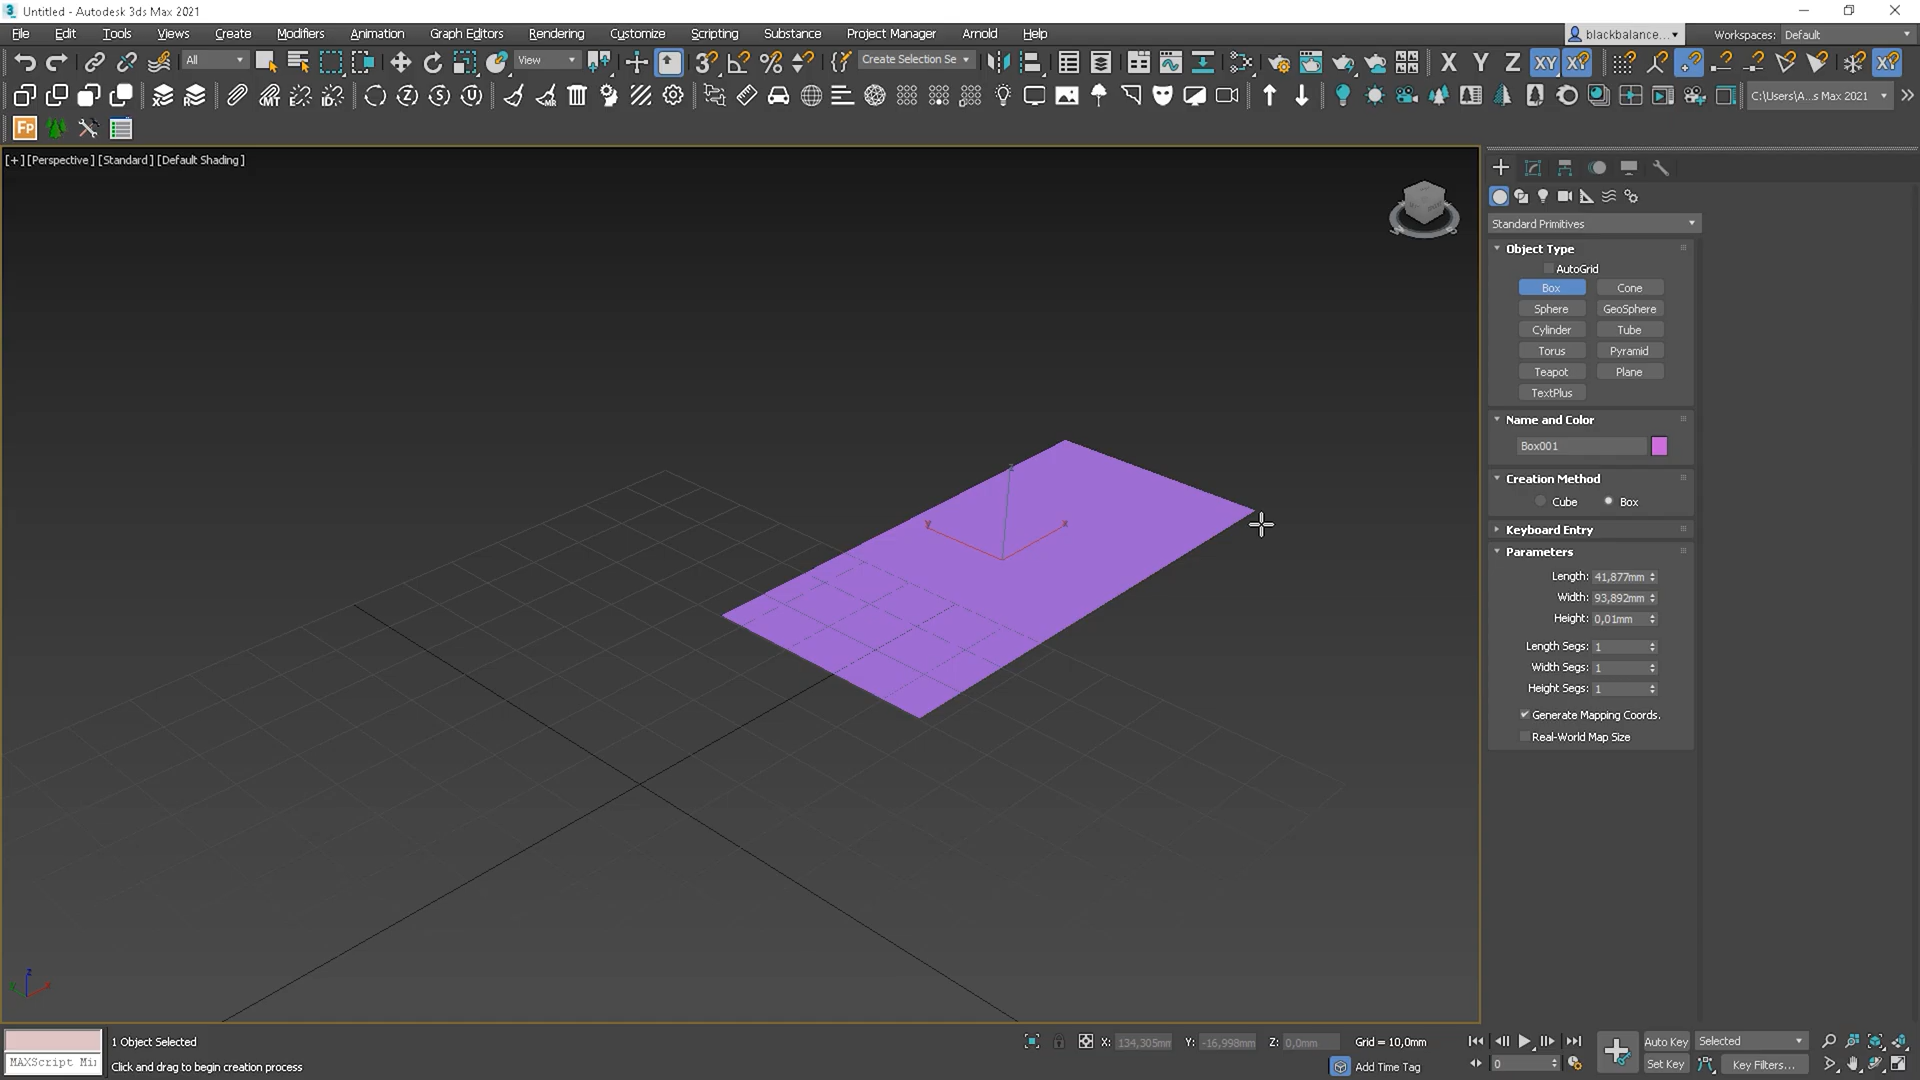 Untitled - Autodesk 3ds Max 2021
File Edit Tools Views Create Modifiers Animation Graph Editors Rendering Customize Scripting Substance Project Manager Arnold Help
blackbalance... Workspaces: Default
All View Create Selection Se X Y Z XY XY
C:\Users\A...s Max 2021
Fp
[+] [Perspective] [Standard] [Default Shading]
Standard Primitives
Object Type
AutoGrid
Box Cone
Sphere GeoSphere
Cylinder Tube
Torus Pyramid
Teapot Plane
TextPlus
Name and Color
Box001
Creation Method
Cube Box
Keyboard Entry
Parameters
Length: 41,877mm
Width: 93,892mm
Height: 0,01mm
Length Segs: 1
Width Segs: 1
Height Segs: 1
Generate Mapping Coords.
Real-World Map Size
z
y x
z
y x
1 Object Selected
MAXScript Mi
Click and drag to begin creation process
X: 134,305mm Y: -16,998mm Z: 0,0mm Grid = 10,0mm
Add Time Tag
0
Auto Key Selected
Set Key Key Filters...